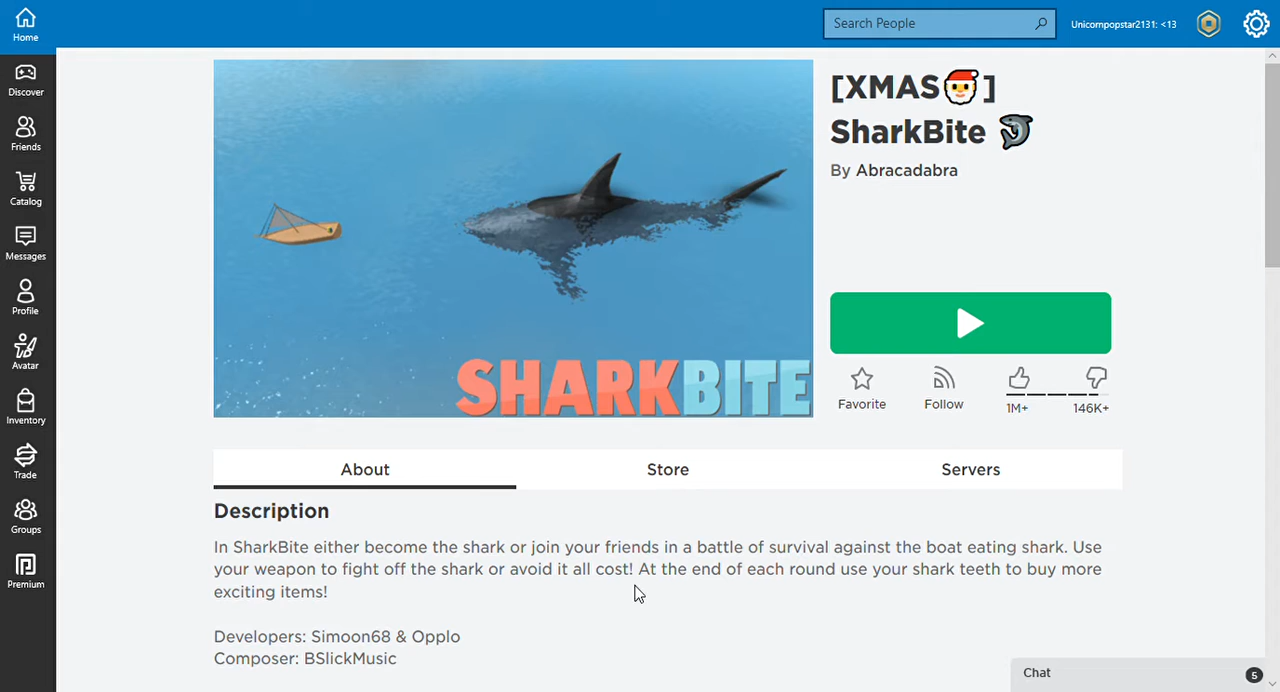 Home
Search People
Unicornpopstar2131: <13
Discover
Friends
Catalog
Messages
Profile
Avatar
Inventory
Trade
Groups
Premium
[XMAS🎅]
SharkBite 🦈
By Abracadabra
SHARKBITE
Favorite
Follow
1M+
146K+
About
Store
Servers
Description
In SharkBite either become the shark or join your friends in a battle of survival against the boat eating shark. Use
your weapon to fight off the shark or avoid it all cost! At the end of each round use your shark teeth to buy more
exciting items!
Developers: Simoon68 & Opplo
Composer: BSlickMusic
Chat
5